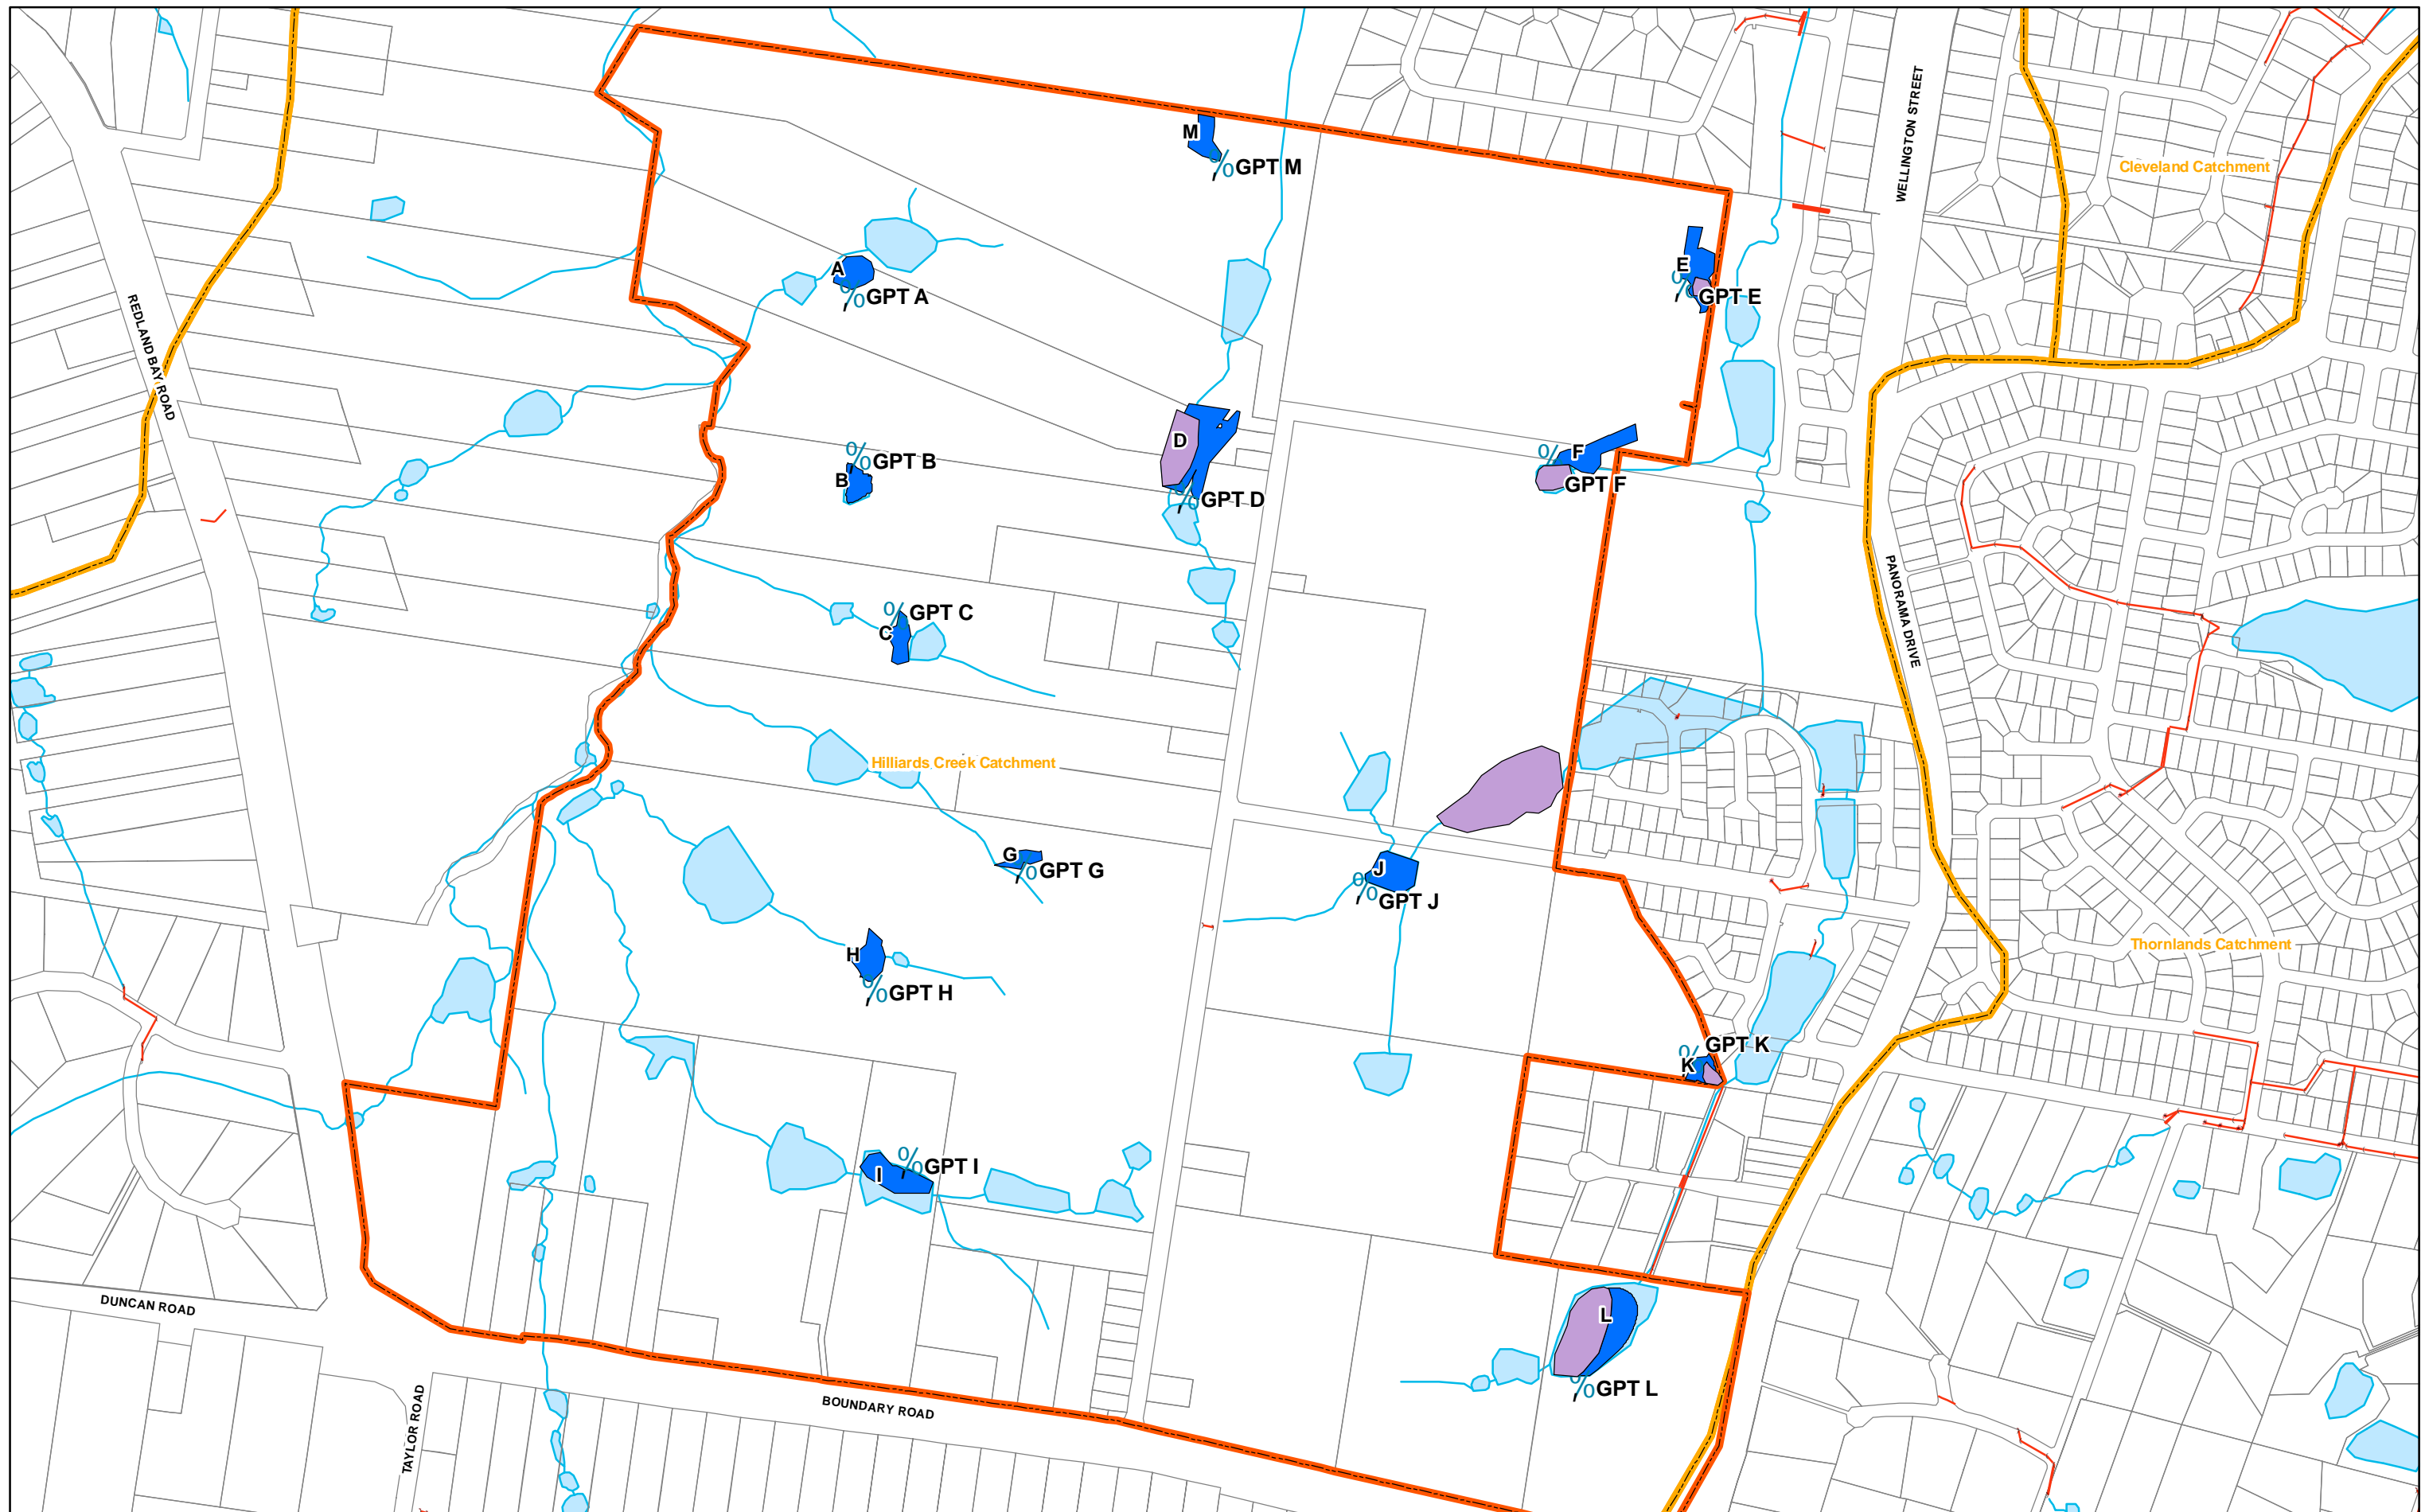 M
GPT M
WELLINGTON STREET
Cleveland Catchment
A
GPT A
E
GPT E
REDLAND BAY ROAD
D
GPT D
F
GPT F
B
GPT B
C
GPT C
PANORAMA DRIVE
Hilliards Creek Catchment
G
GPT G
J
GPT J
H
GPT H
Thornlands Catchment
K
GPT K
I
GPT I
DUNCAN ROAD
L
GPT L
BOUNDARY ROAD
TAYLOR ROAD